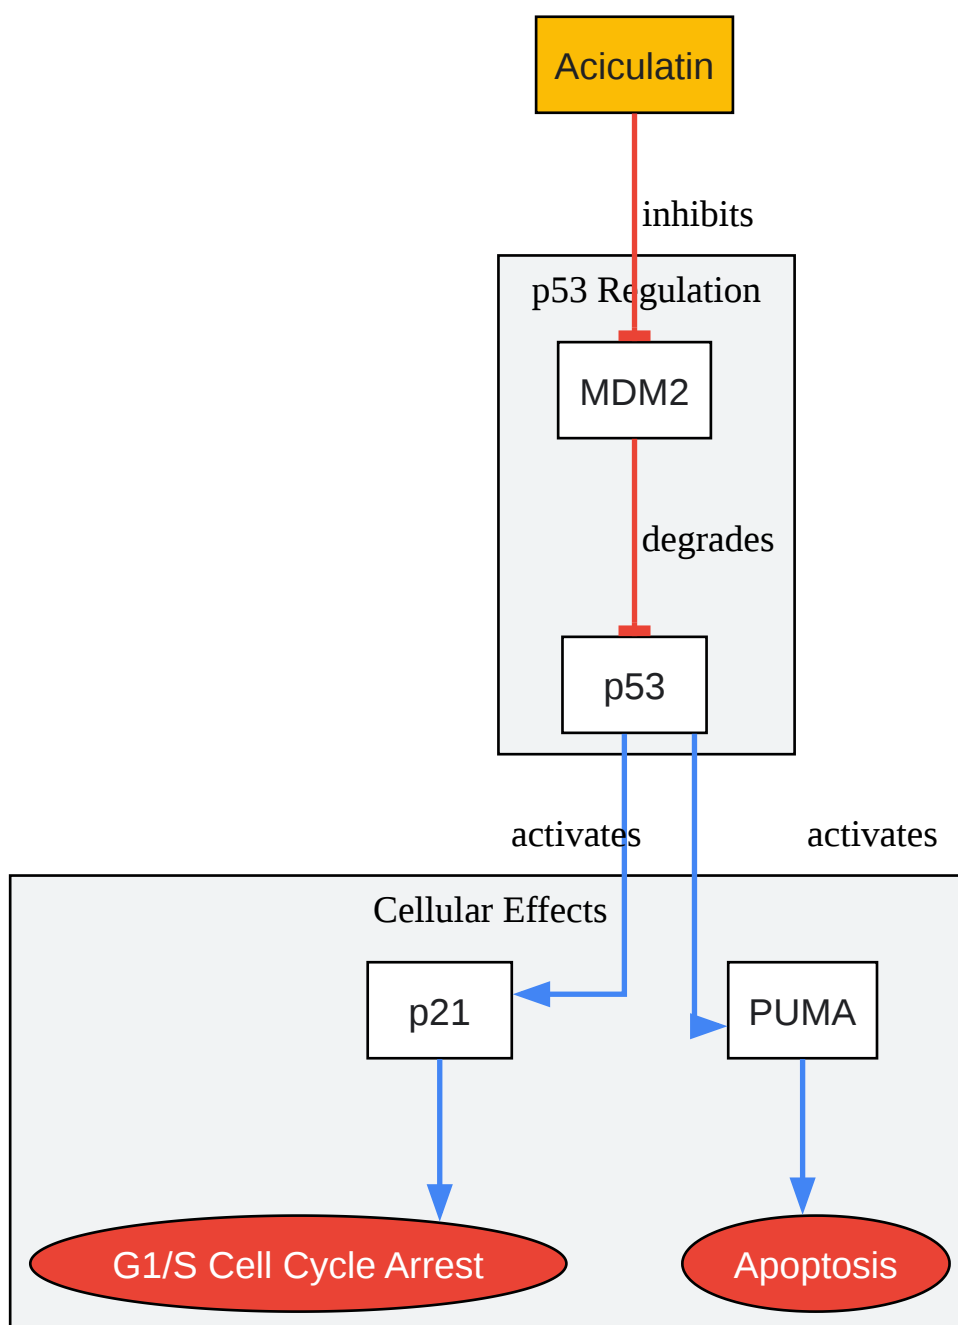 Aciculatin
inhibits
p53 Regulation
MDM2
degrades
p53
activates
activates
Cellular Effects
p21
PUMA
G1/S Cell Cycle Arrest
Apoptosis